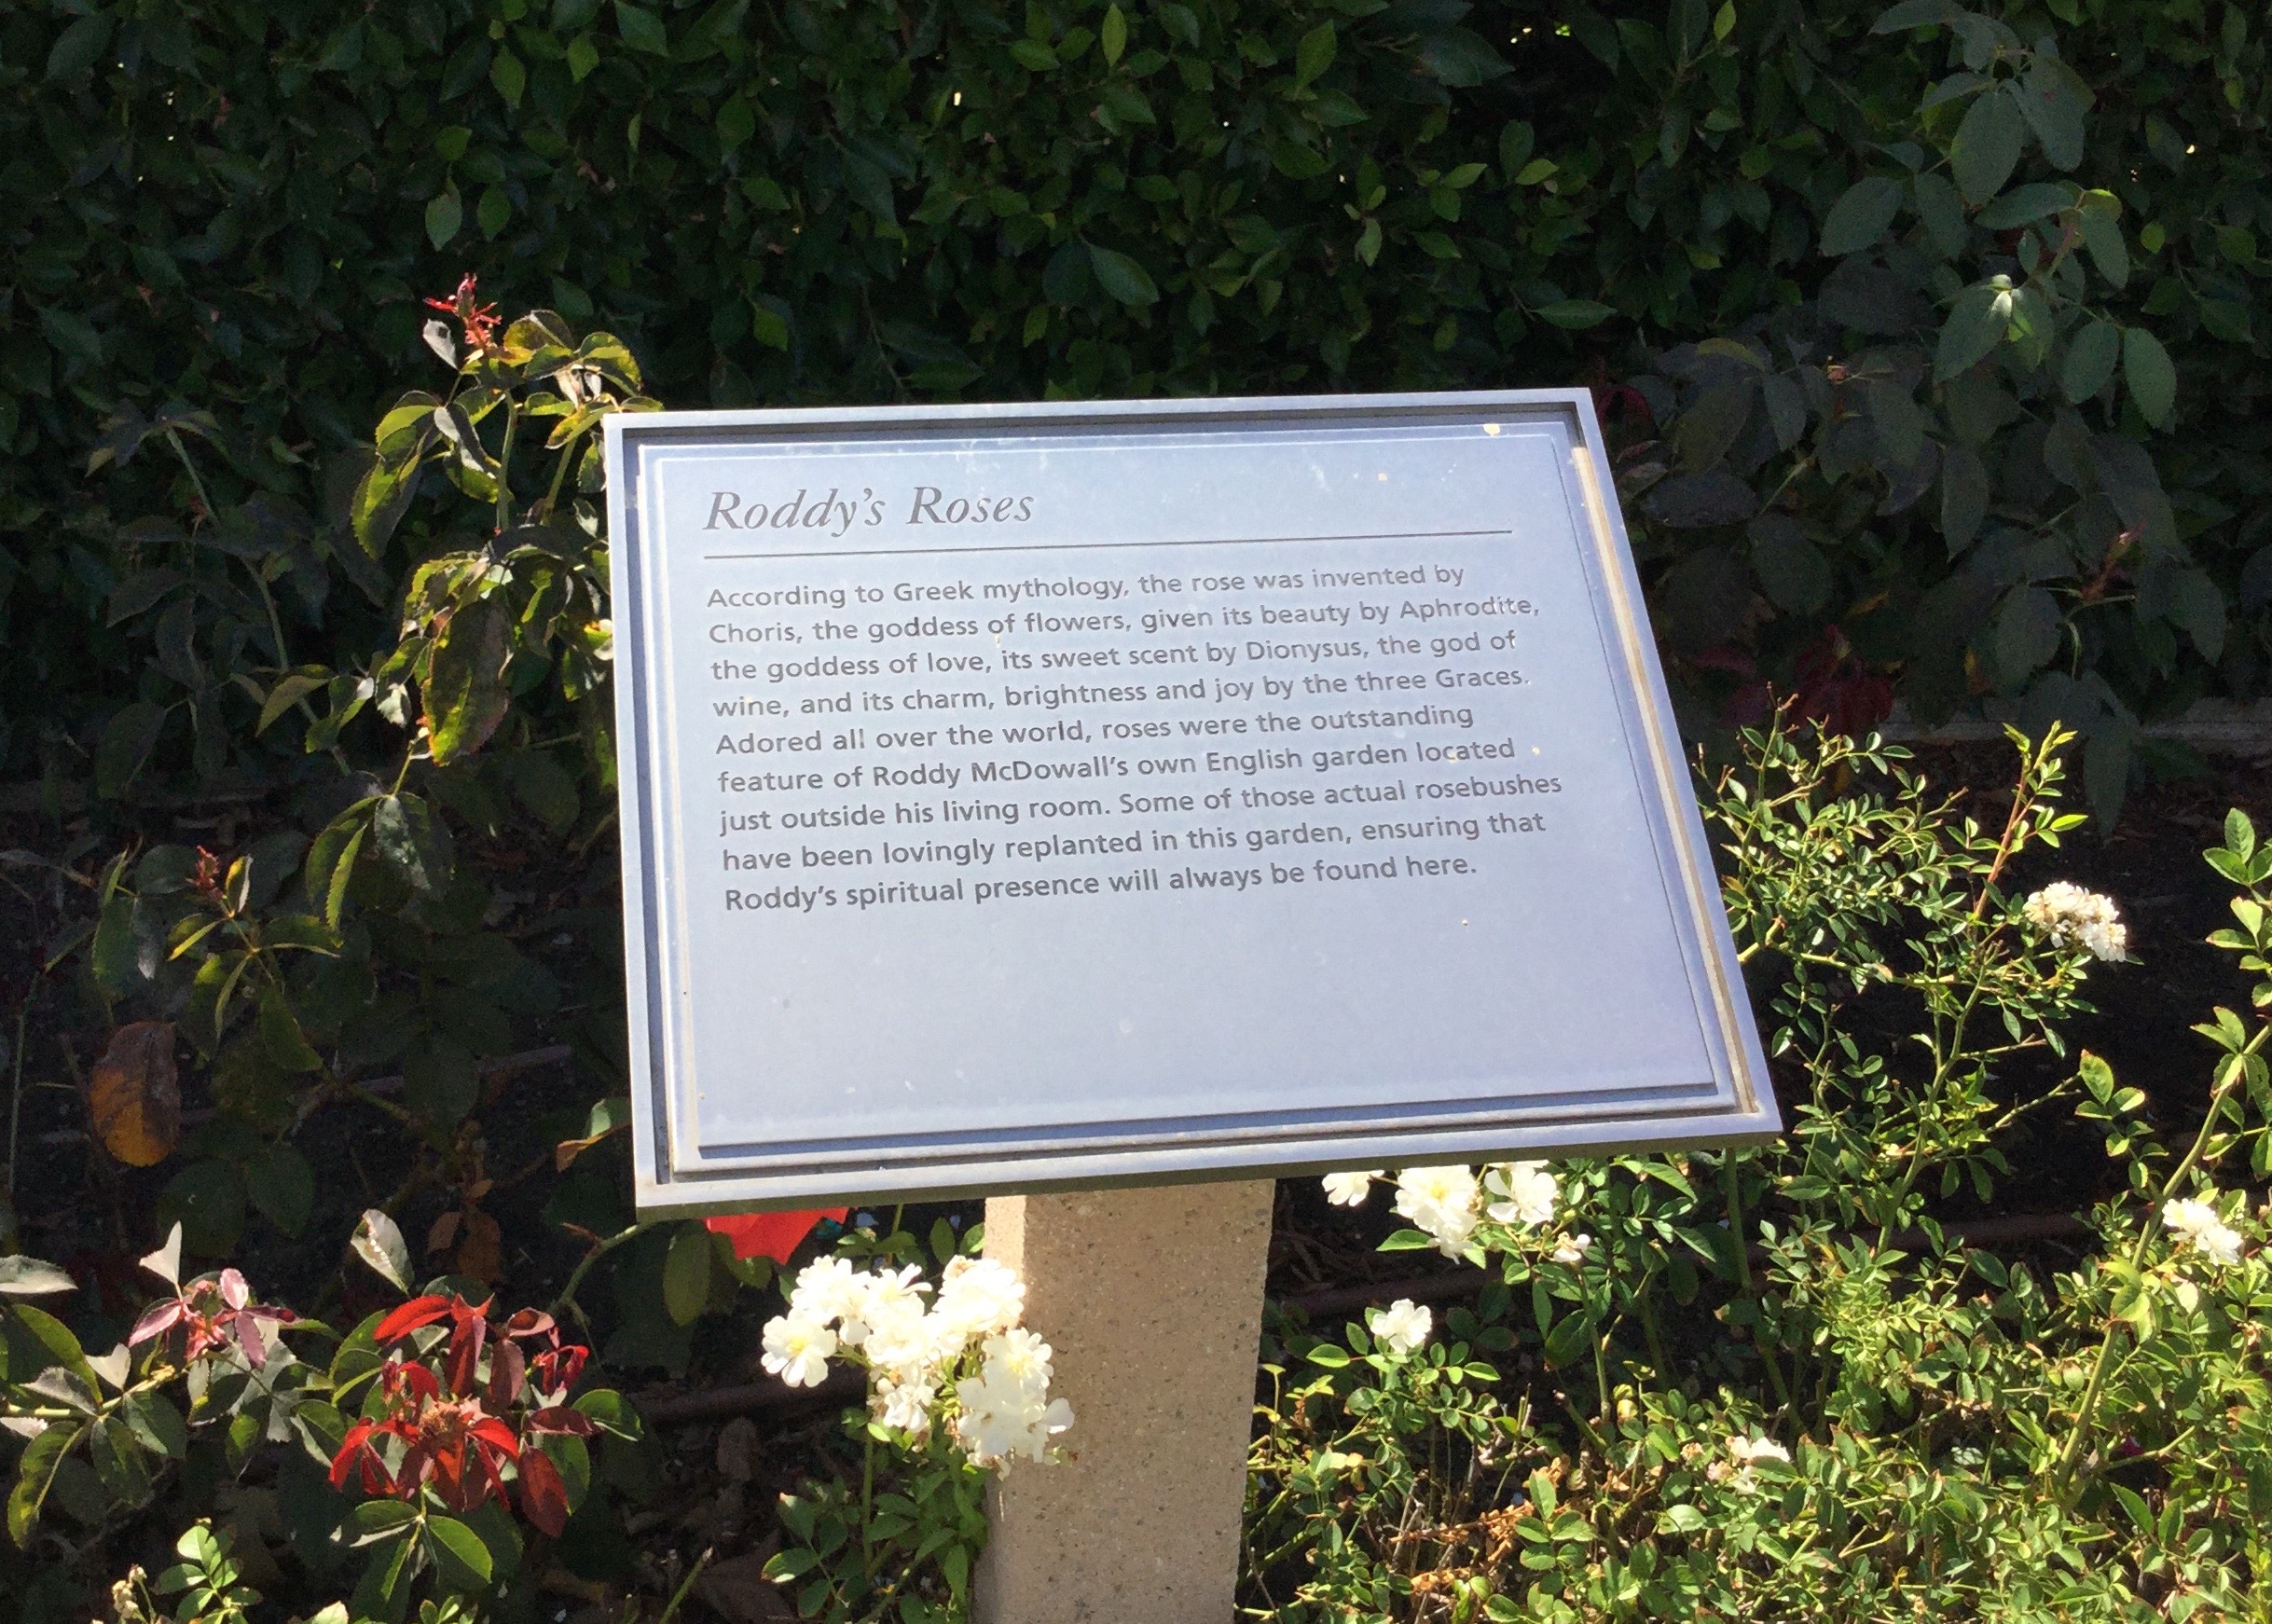 Roddy's Roses
According to Greek mythology, the rose was invented by
Choris, the goddess of flowers, given its beauty by Aphrodite,
the goddess of love, its sweet scent by Dionysus, the god of
wine, and its charm, brightness and joy by the three Graces.
Adored all over the world, roses were the outstanding
feature of Roddy McDowall's own English garden located
just outside his living room. Some of those actual rosebushes
have been lovingly replanted in this garden, ensuring that
Roddy's spiritual presence will always be found here.